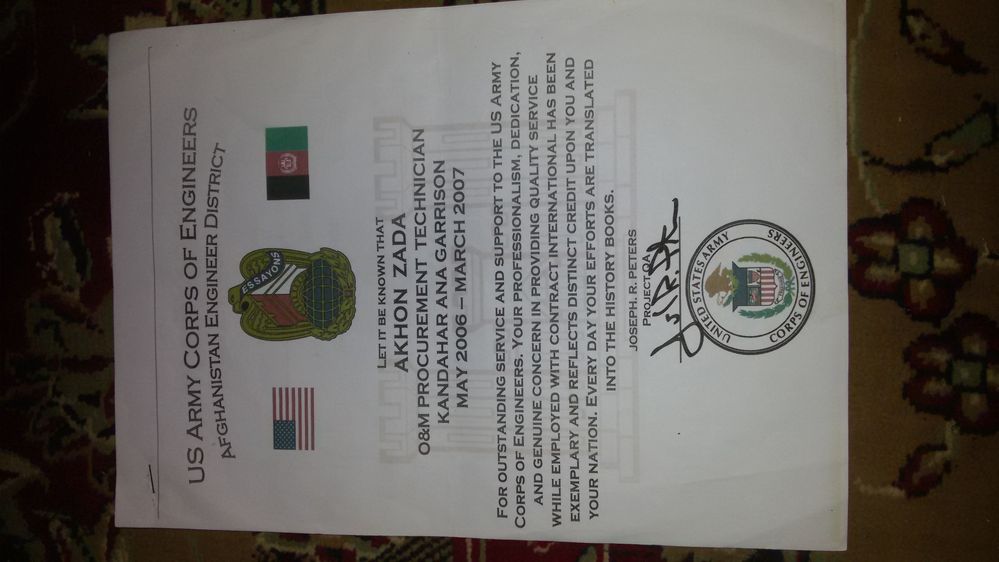 US ARMY CORPS OF ENGINEERS
AFGHANISTAN ENGINEER DISTRICT
ESSAYONS
LET IT BE KNOWN THAT
AKHON ZADA
O&M PROCUREMENT TECHNICIAN
KANDAHAR ANA GARRISON
MAY 2006 – MARCH 2007
FOR OUTSTANDING SERVICE AND SUPPORT TO THE US ARMY
CORPS OF ENGINEERS. YOUR PROFESSIONALISM, DEDICATION,
AND GENUINE CONCERN IN PROVIDING QUALITY SERVICE
WHILE EMPLOYED WITH CONTRACT INTERNATIONAL HAS BEEN
EXEMPLARY AND REFLECTS DISTINCT CREDIT UPON YOU AND
YOUR NATION. EVERY DAY YOUR EFFORTS ARE TRANSLATED
INTO THE HISTORY BOOKS.
JOSEPH. R. PETERS
PROJECT QA
UNITED STATES ARMY
CORPS OF ENGINEERS